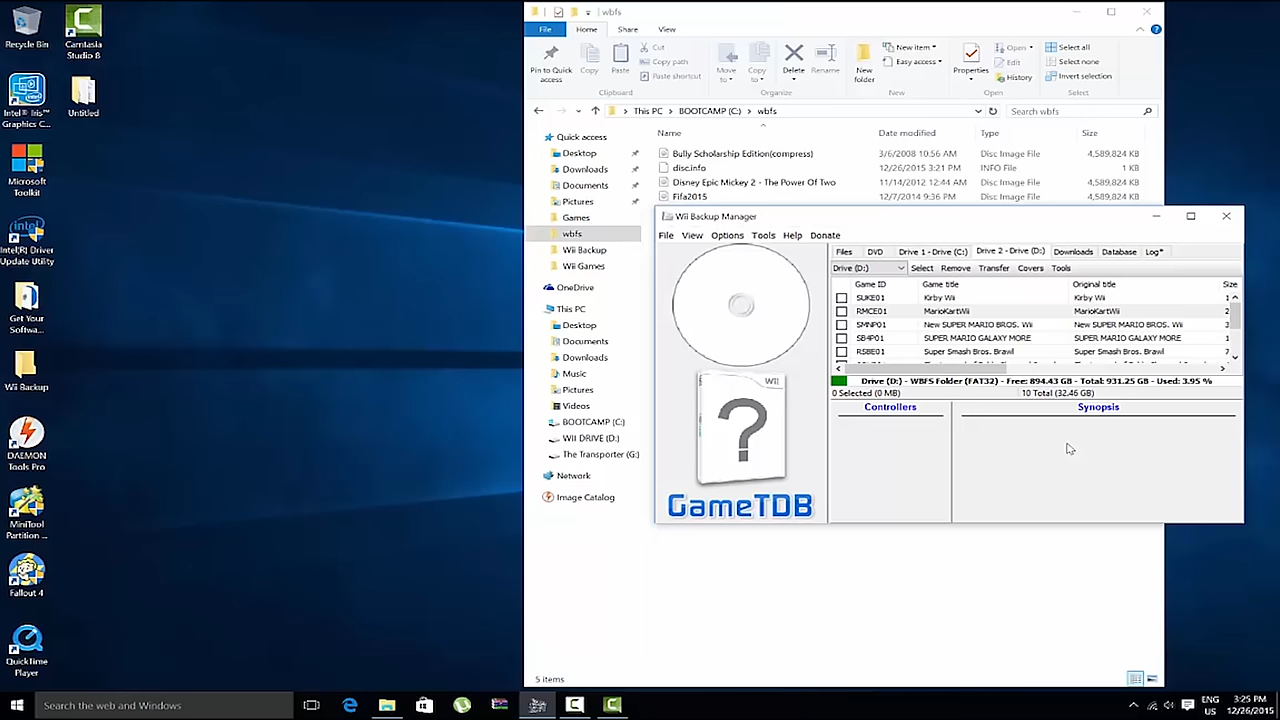 Recycle Bin
Camtasia Studio 8
Intel® Iris™ Graphic C...
Untitled
Microsoft Toolkit
Intel(R) Driver Update Utility
Get Your Softwa...
Wii Backup
DAEMON Tools Pro
MiniTool Partition ...
Fallout 4
QuickTime Player
wbfs
File Home Share View
Pin to Quick access
Copy
Paste
Cut
Copy path
Paste shortcut
Clipboard
Move to
Copy to
Delete
Rename
Organize
New folder
New item
Easy access
New
Properties
Open
Edit
History
Open
Select all
Select none
Invert selection
Select
This PC > BOOTCAMP (C:) > wbfs
Search wbfs
Name Date modified Type Size
Bully Scholarship Edition(compress) 3/6/2008 10:56 AM Disc Image File 4,589,824 KB
disc.info 12/26/2015 3:21 PM INFO File 1 KB
Disney Epic Mickey 2 - The Power Of Two 11/14/2012 12:44 AM Disc Image File 4,589,824 KB
Fifa2015 12/7/2014 9:36 PM Disc Image File 4,589,824 KB
Quick access
Desktop
Downloads
Documents
Pictures
Games
wbfs
Wii Backup
Wii Games
OneDrive
This PC
Desktop
Documents
Downloads
Music
Pictures
Videos
BOOTCAMP (C:)
WII DRIVE (D:)
The Transporter (G:)
Network
Image Catalog
5 items
Wii Backup Manager
File View Options Tools Help Donate
Files DVD Drive 1 - Drive (C:) Drive 2 - Drive (D:) Downloads Database Log*
Drive (D:) Select Remove Transfer Covers Tools
Game ID Game title Original title Size
SUKE01 Kirby Wii Kirby Wii 1
RMCE01 MarioKartWii MarioKartWii 2
SMNP01 New SUPER MARIO BROS. Wii New SUPER MARIO BROS. Wii 3
SB4P01 SUPER MARIO GALAXY MORE SUPER MARIO GALAXY MORE 1
RSBE01 Super Smash Bros. Brawl Super Smash Bros. Brawl 7
Drive (D:) - WBFS Folder (FAT32) - Free: 894.43 GB - Total: 931.25 GB - Used: 3.95 %
0 Selected (0 MB) 10 Total (32.46 GB)
Controllers Synopsis
WII
?
GameTDB
Search the web and Windows
ENG
US
3:25 PM
12/26/2015